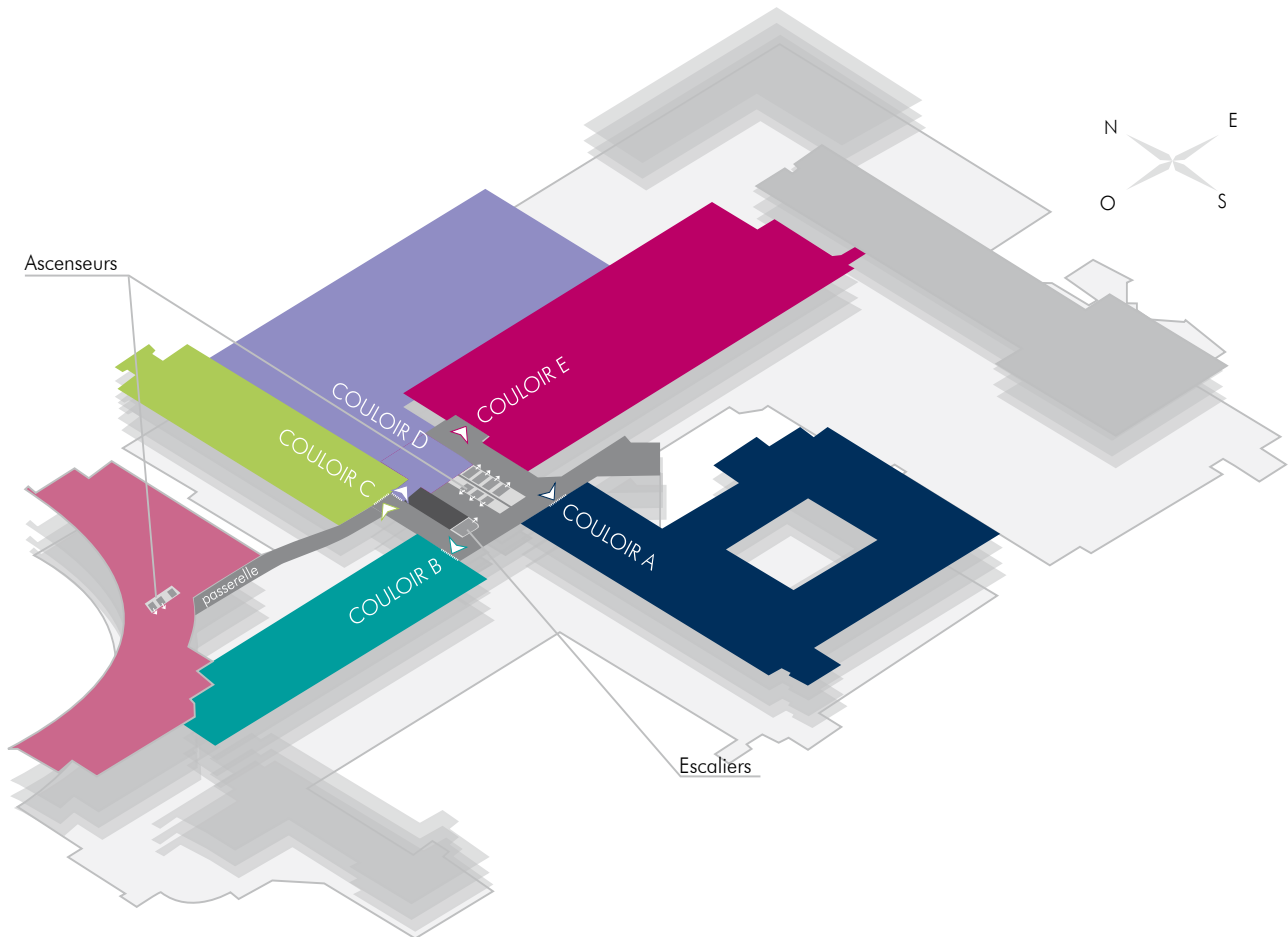 N
E
O
S
Ascenseurs
COULOIR E
COULOIR D
COULOIR C
COULOIR A
COULOIR B
passerelle
Escaliers